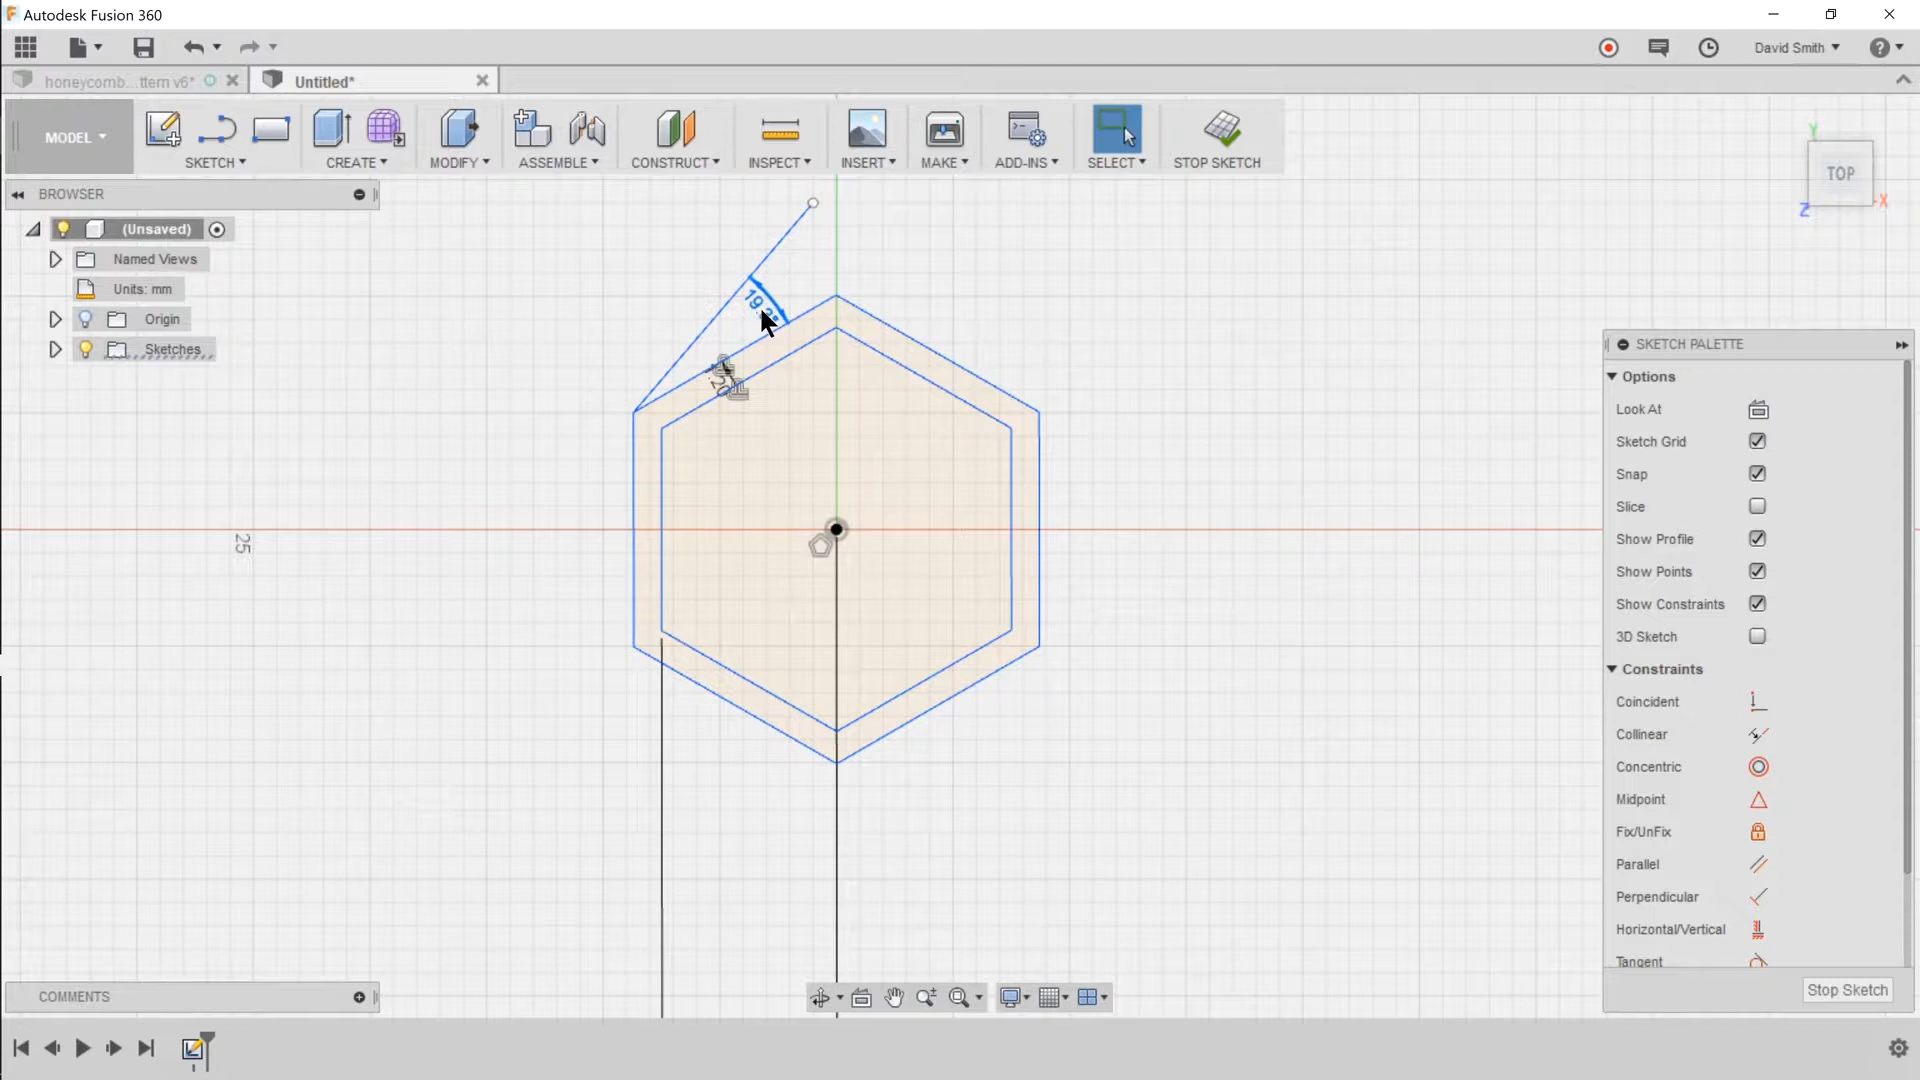 Autodesk Fusion 360
David Smith
honeycomb...ttern v6*
Untitled*
MODEL
SKETCH
CREATE
MODIFY
ASSEMBLE
CONSTRUCT
INSPECT
INSERT
MAKE
ADD-INS
SELECT
STOP SKETCH
BROWSER
(Unsaved)
Named Views
Units: mm
Origin
Sketches
Y
TOP
X
Z
1.20
25
SKETCH PALETTE
Options
Look At
Sketch Grid
Snap
Slice
Show Profile
Show Points
Show Constraints
3D Sketch
Constraints
Coincident
Collinear
Concentric
Midpoint
Fix/UnFix
Parallel
Perpendicular
Horizontal/Vertical
Tangent
Stop Sketch
COMMENTS